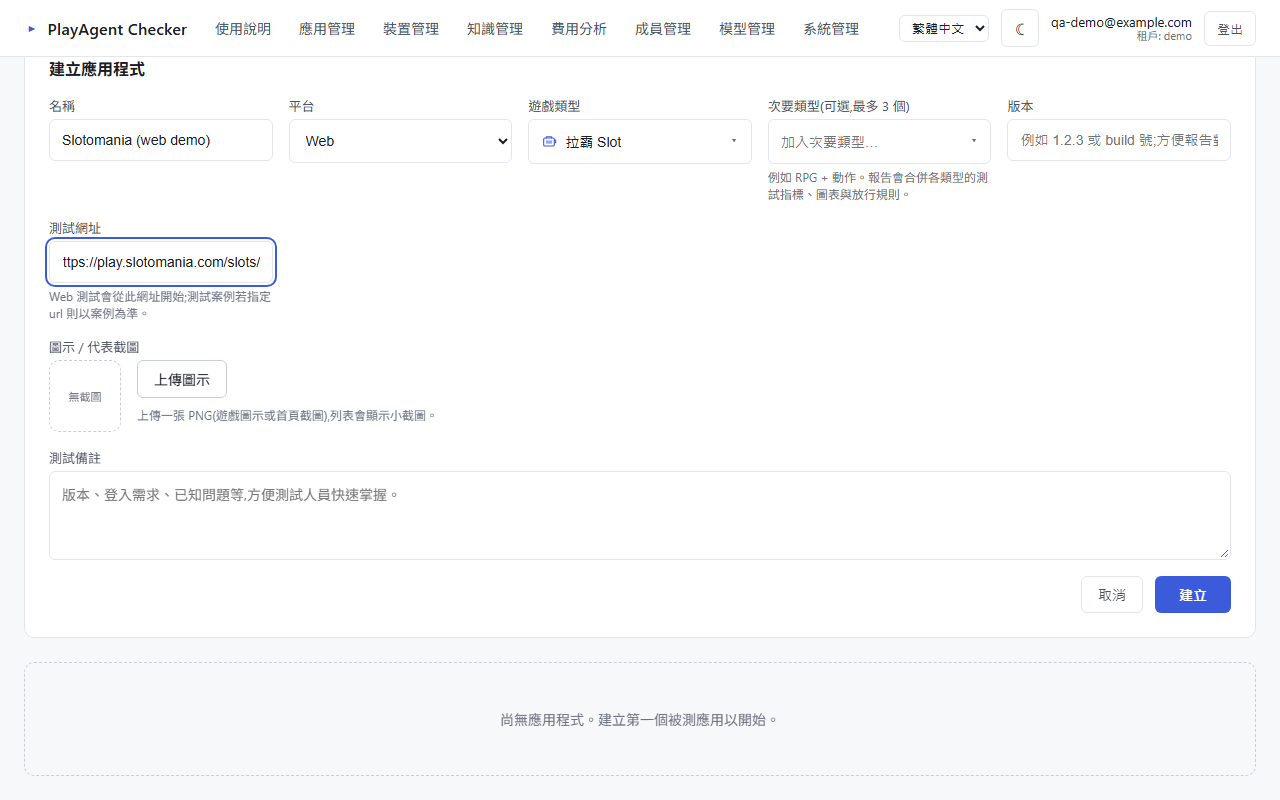 PlayAgent Checker
使用說明
應用管理
裝置管理
知識管理
費用分析
成員管理
模型管理
系統管理
繁體中文
qa-demo@example.com
租戶: demo
登出
建立應用程式
名稱
平台
遊戲類型
次要類型(可選,最多 3 個)
版本
Slotomania (web demo)
Web
拉霸 Slot
加入次要類型…
例如 1.2.3 或 build 號;方便報告
例如 RPG + 動作。報告會合併各類型的測
試指標、圖表與放行規則。
測試網址
ttps://play.slotomania.com/slots/
Web 測試會從此網址開始;測試案例若指定
url 則以案例為準。
圖示 / 代表截圖
無截圖
上傳圖示
上傳一張 PNG(遊戲圖示或首頁截圖),列表會顯示小截圖。
測試備註
版本、登入需求、已知問題等,方便測試人員快速掌握。
取消
建立
尚無應用程式。建立第一個被測應用以開始。